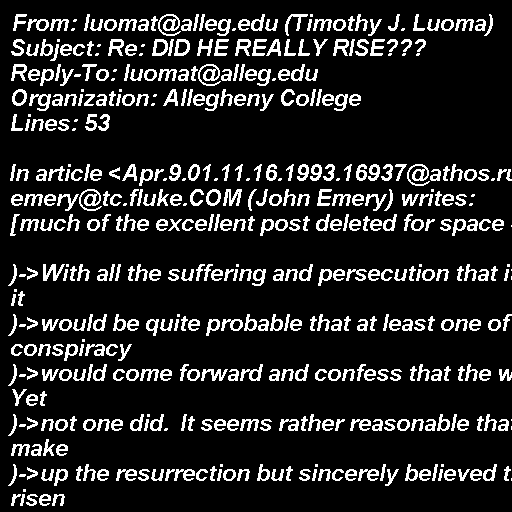 From: luomat@alleg.edu (Timothy J. Luoma)
Subject: Re: DID HE REALLY RISE???
Reply-To: luomat@alleg.edu
Organization: Allegheny College
Lines: 53

In article <Apr.9.01.11.16.1993.16937@athos.ru
emery@tc.fluke.COM (John Emery) writes:
[much of the excellent post deleted for space

)->With all the suffering and persecution that it
it
)->would be quite probable that at least one of
conspiracy
)->would come forward and confess that the w
Yet
)->not one did.  It seems rather reasonable that
make
)->up the resurrection but sincerely believed t
risen